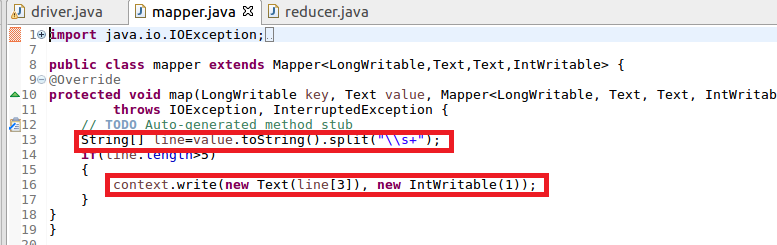 driver.java mapper.java reducer.java
1 import java.io.IOException;
7
8 public class mapper extends Mapper<LongWritable,Text,Text,IntWritable> {
9 @Override
10 protected void map(LongWritable key, Text value, Mapper<LongWritable, Text, Text, IntWritab
11 throws IOException, InterruptedException {
12 // TODO Auto-generated method stub
13 String[] line=value.toString().split("\\s+");
14 if(line.length>5)
15 {
16 context.write(new Text(line[3]), new IntWritable(1));
17 }
18 }
19 }
20